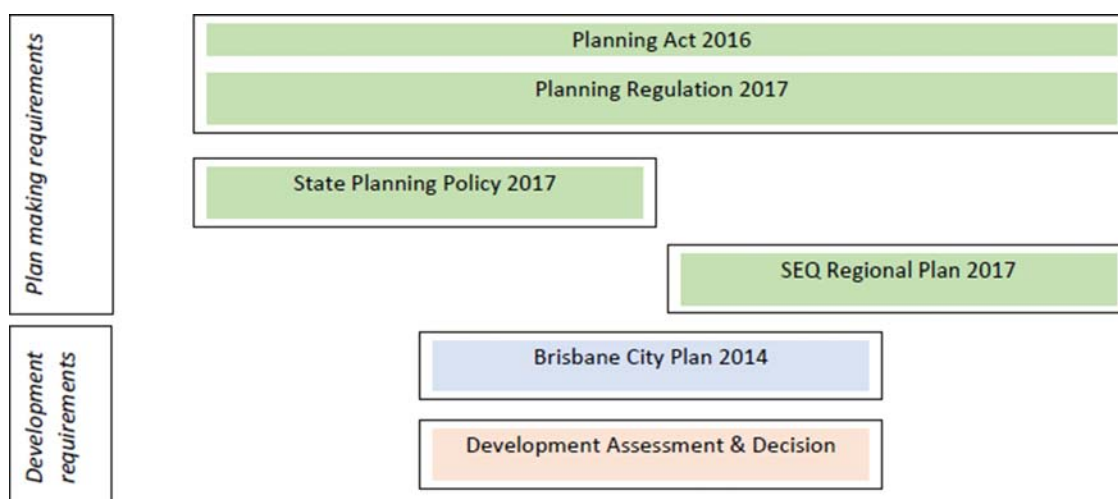 Plan making requirements
Planning Act 2016
Planning Regulation 2017
State Planning Policy 2017
SEQ Regional Plan 2017
Development
requirements
Brisbane City Plan 2014
Development Assessment & Decision